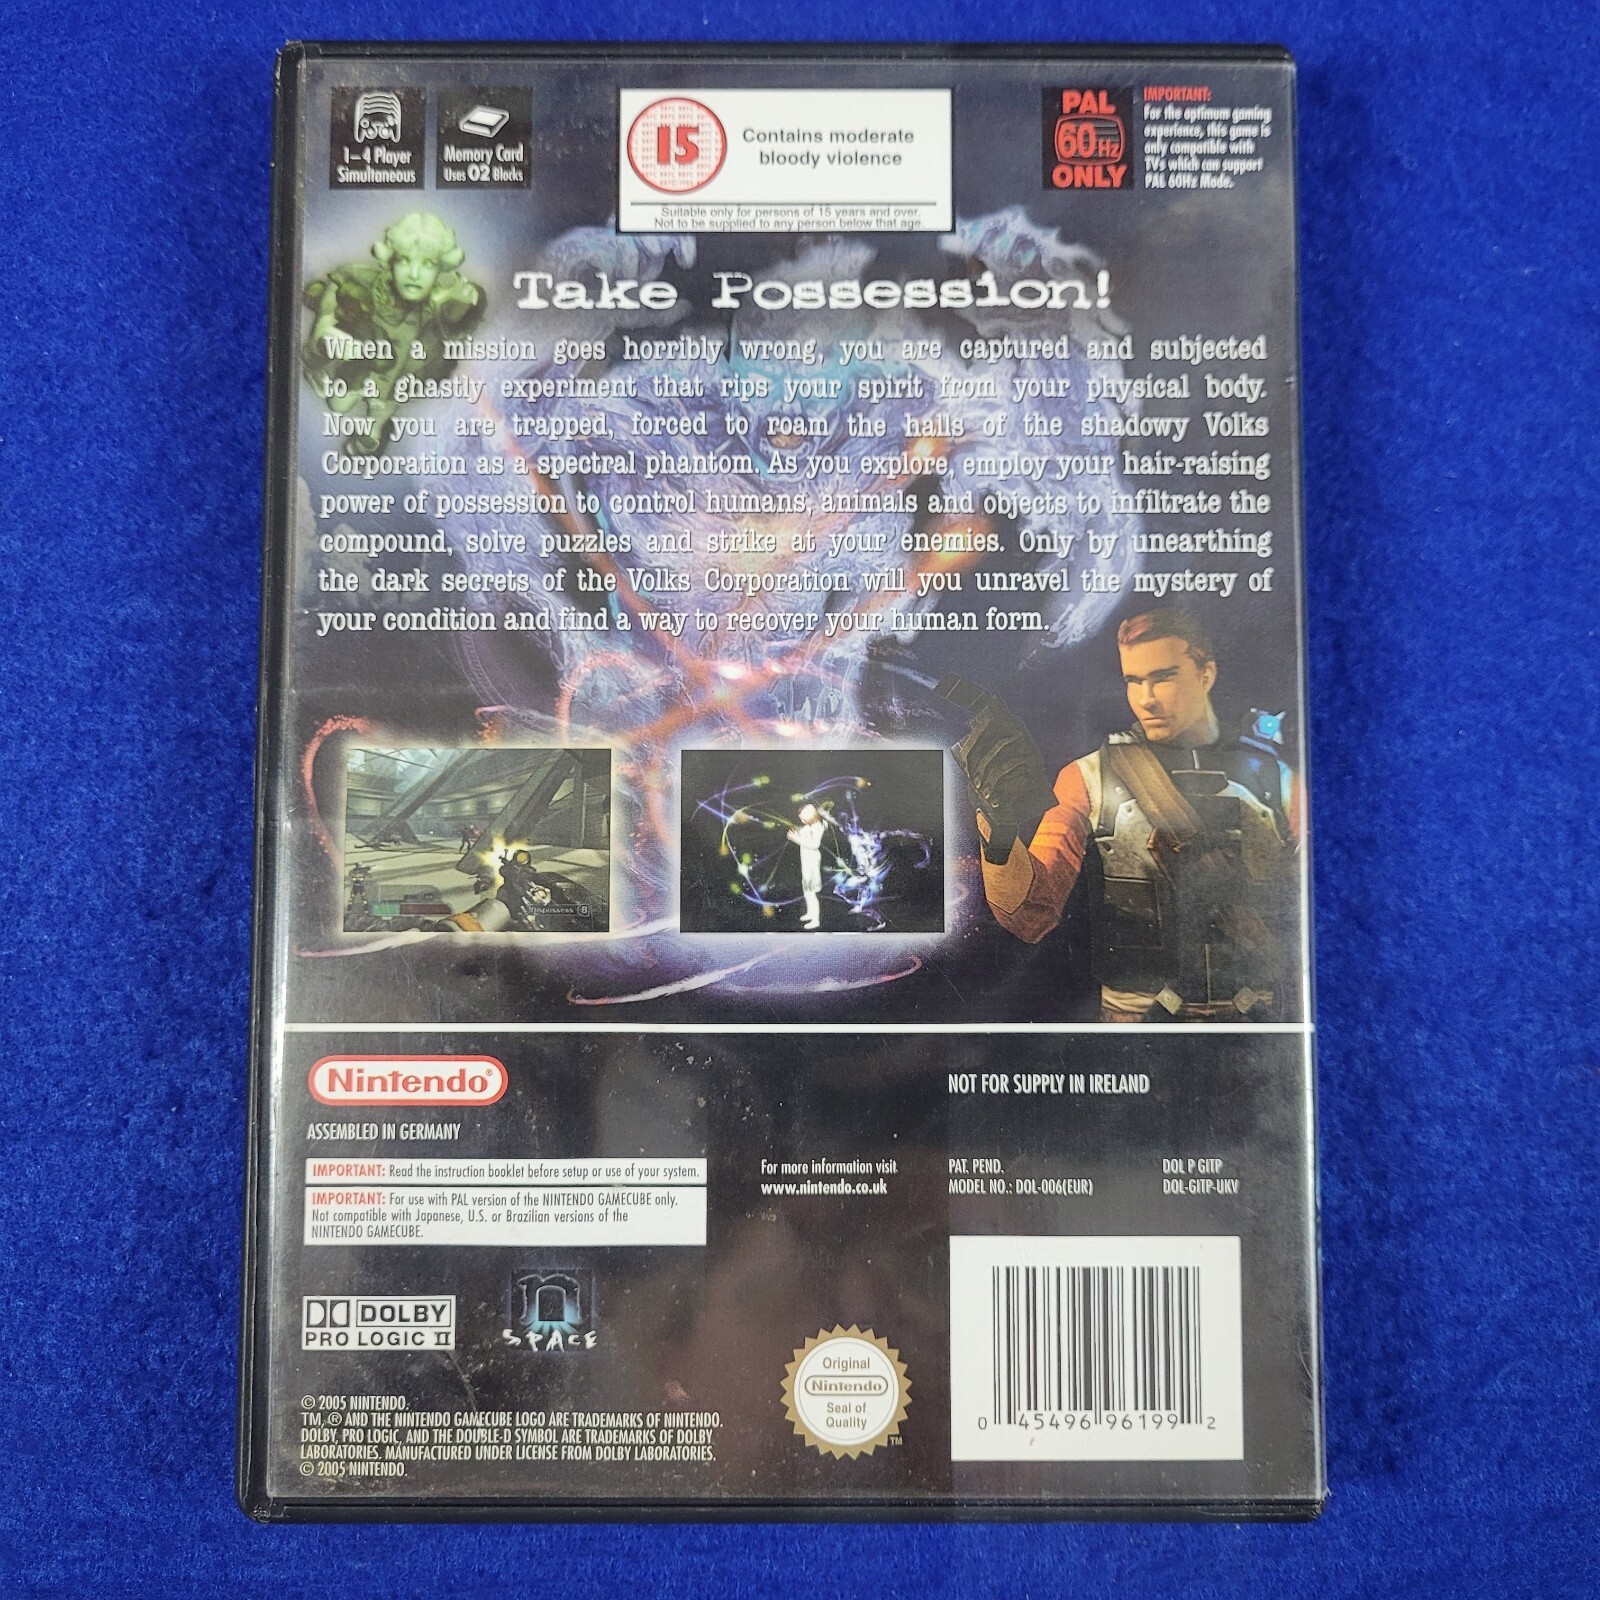 1–4 Player
Simultaneous
Memory Card
Uses 02 Blocks
15
Contains moderate
bloody violence
Suitable only for persons of 15 years and over.
Not to be supplied to any person below that age
PAL
60Hz
ONLY
IMPORTANT:
For the optimum gaming
experience, this game is
only compatible with
TVs which can support
PAL 60Hz Mode.
Take Possession!
When a mission goes horribly wrong, you are captured and subjected
to a ghastly experiment that rips your spirit from your physical body.
Now you are trapped, forced to roam the halls of the shadowy Volks
Corporation as a spectral phantom. As you explore, employ your hair-raising
power of possession to control humans, animals and objects to infiltrate the
compound, solve puzzles and strike at your enemies. Only by unearthing
the dark secrets of the Volks Corporation will you unravel the mystery of
your condition and find a way to recover your human form.
Dispossess B
Nintendo®
NOT FOR SUPPLY IN IRELAND
ASSEMBLED IN GERMANY
IMPORTANT: Read the instruction booklet before setup or use of your system.
IMPORTANT: For use with PAL version of the NINTENDO GAMECUBE only.
Not compatible with Japanese, U.S. or Brazilian versions of the
NINTENDO GAMECUBE.
For more information visit
www.nintendo.co.uk
PAT. PEND.
MODEL NO.: DOL-006(EUR)
DOL P GITP
DOL-GITP-UKV
DOLBY
PRO LOGIC II
n
SPACE
Original
Nintendo
Seal of
Quality
TM
0 45496 96199 2
© 2005 NINTENDO.
TM, ® AND THE NINTENDO GAMECUBE LOGO ARE TRADEMARKS OF NINTENDO.
DOLBY, PRO LOGIC, AND THE DOUBLE-D SYMBOL ARE TRADEMARKS OF DOLBY
LABORATORIES. MANUFACTURED UNDER LICENSE FROM DOLBY LABORATORIES.
© 2005 NINTENDO.